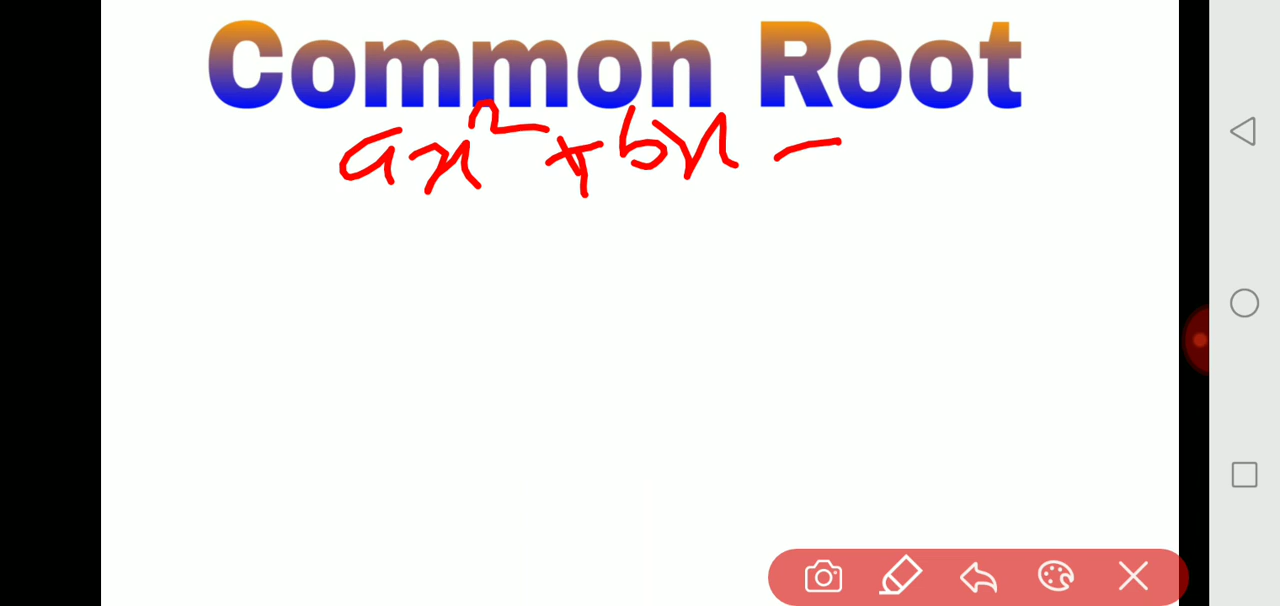 Common Root
ax² + bx -